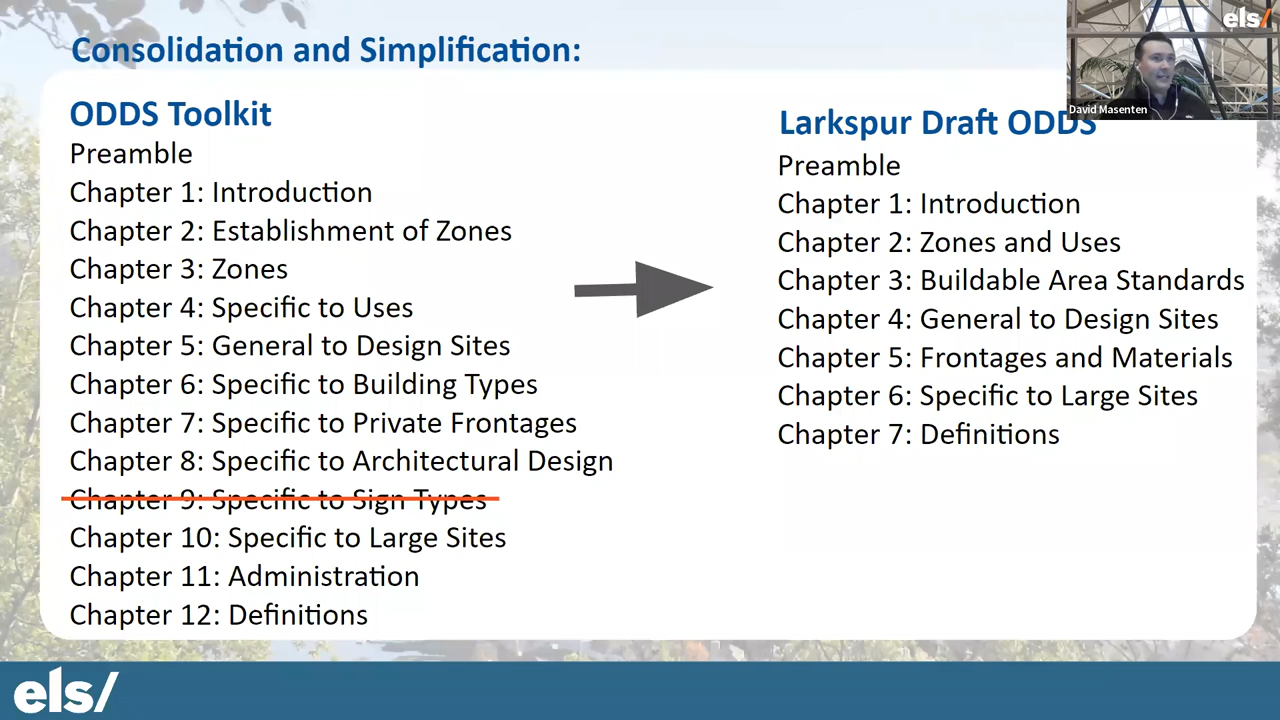 Consolidation and Simplification:
ODDS Toolkit
Preamble
Chapter 1: Introduction
Chapter 2: Establishment of Zones
Chapter 3: Zones
Chapter 4: Specific to Uses
Chapter 5: General to Design Sites
Chapter 6: Specific to Building Types
Chapter 7: Specific to Private Frontages
Chapter 8: Specific to Architectural Design
Chapter 9: Specific to Sign Types
Chapter 10: Specific to Large Sites
Chapter 11: Administration
Chapter 12: Definitions
Larkspur Draft ODDS
Preamble
Chapter 1: Introduction
Chapter 2: Zones and Uses
Chapter 3: Buildable Area Standards
Chapter 4: General to Design Sites
Chapter 5: Frontages and Materials
Chapter 6: Specific to Large Sites
Chapter 7: Definitions
els/
David Masenten
els/